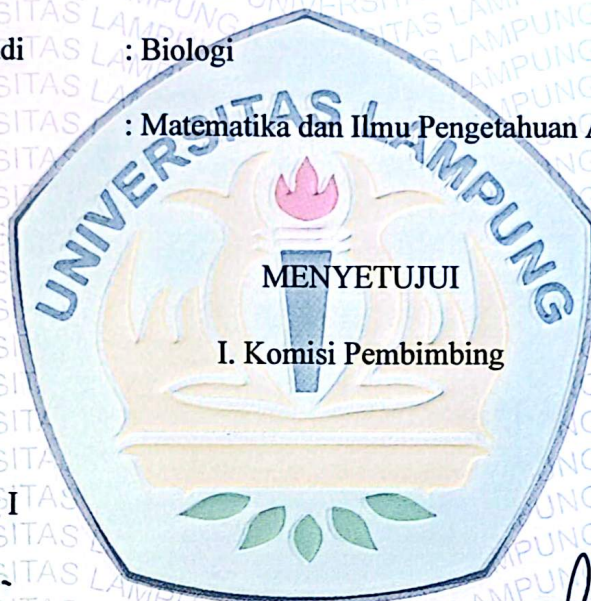 di : Biologi
: Matematika dan Ilmu Pengetahuan A
UNIVERSITAS LAMPUNG
MENYETUJUI
I. Komisi Pembimbing
I